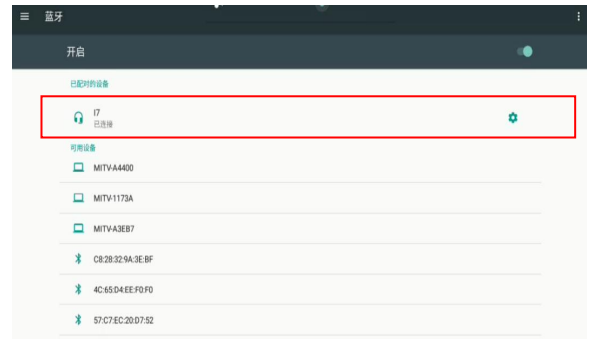 蓝牙
开启
已配对的设备
I7
已连接
可用设备
MITV-A4400
MITV-1173A
MITV-A3EB7
C8:28:32:9A:3E:BF
4C:65:D4:EE:F0:F0
57:C7:EC:20:D7:52